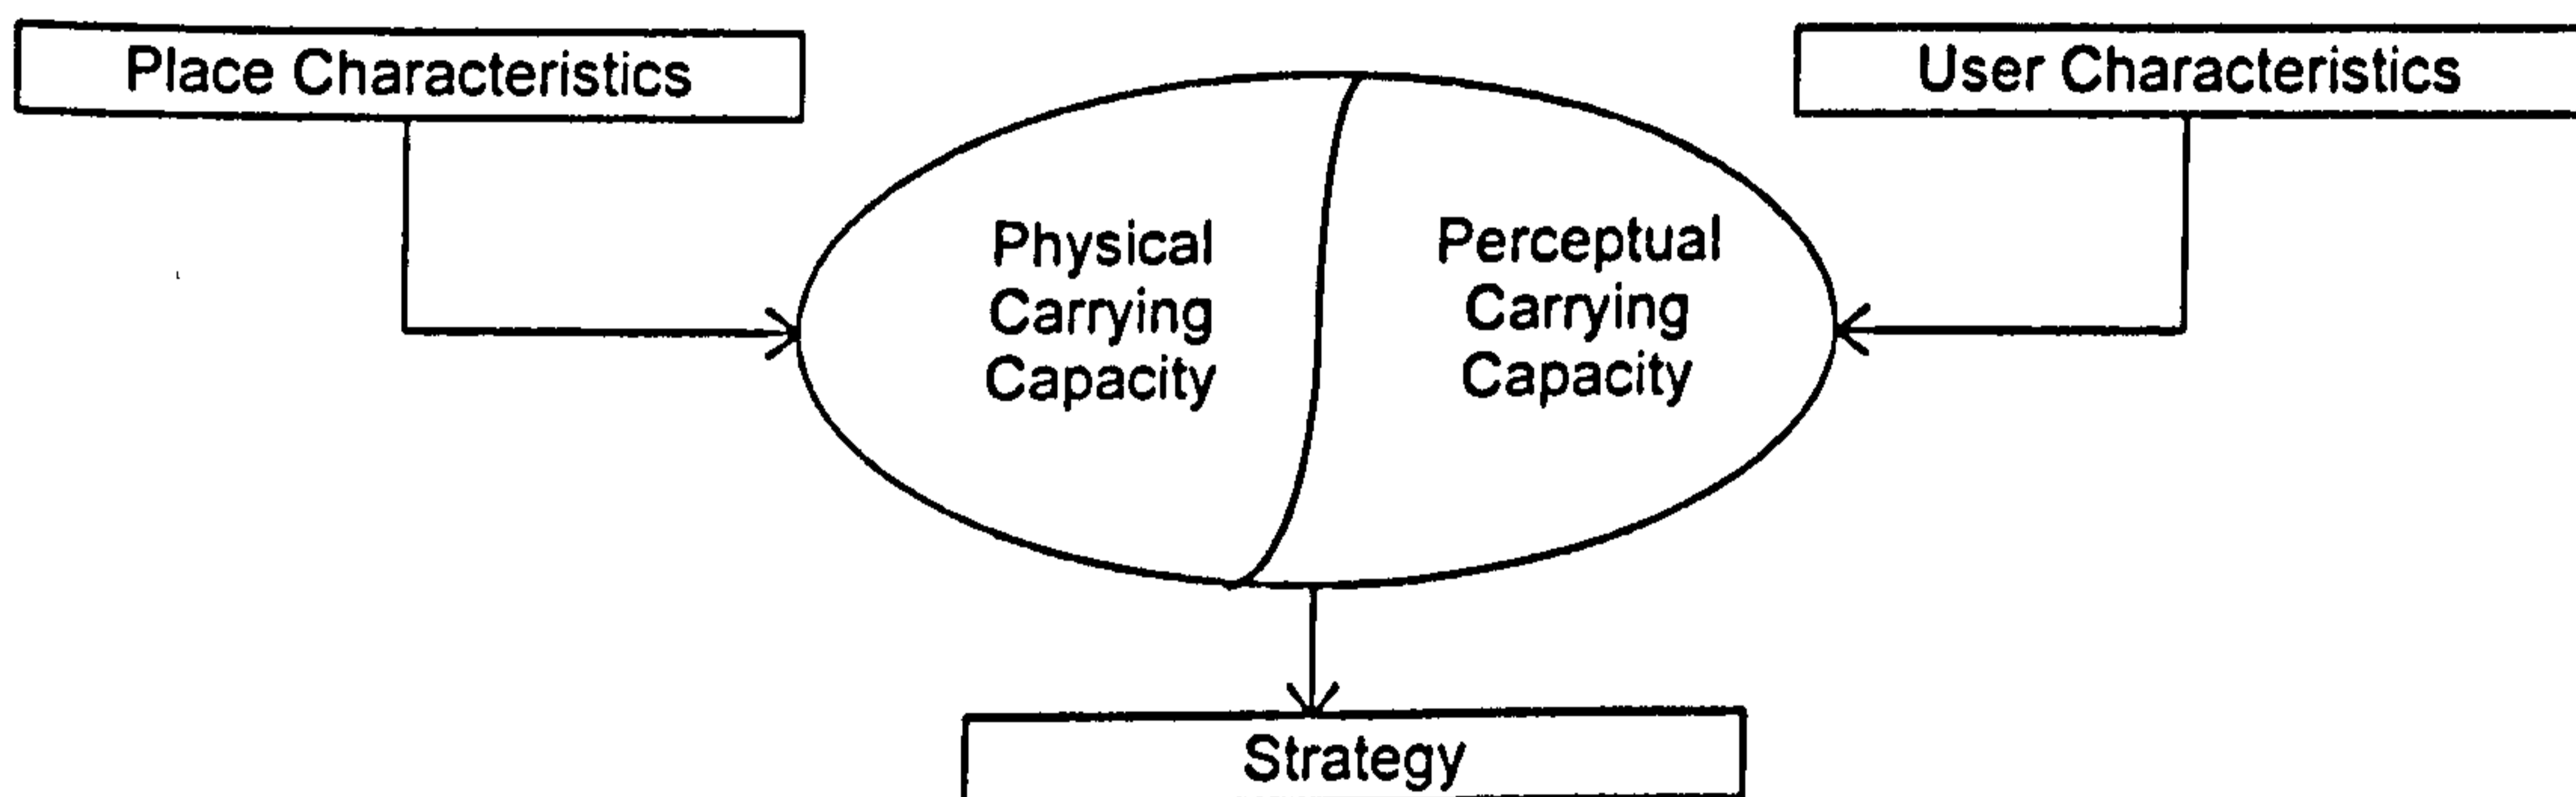 Place Characteristics
User Characteristics
Physical
Carrying
Capacity
Perceptual
Carrying
Capacity
Strategy